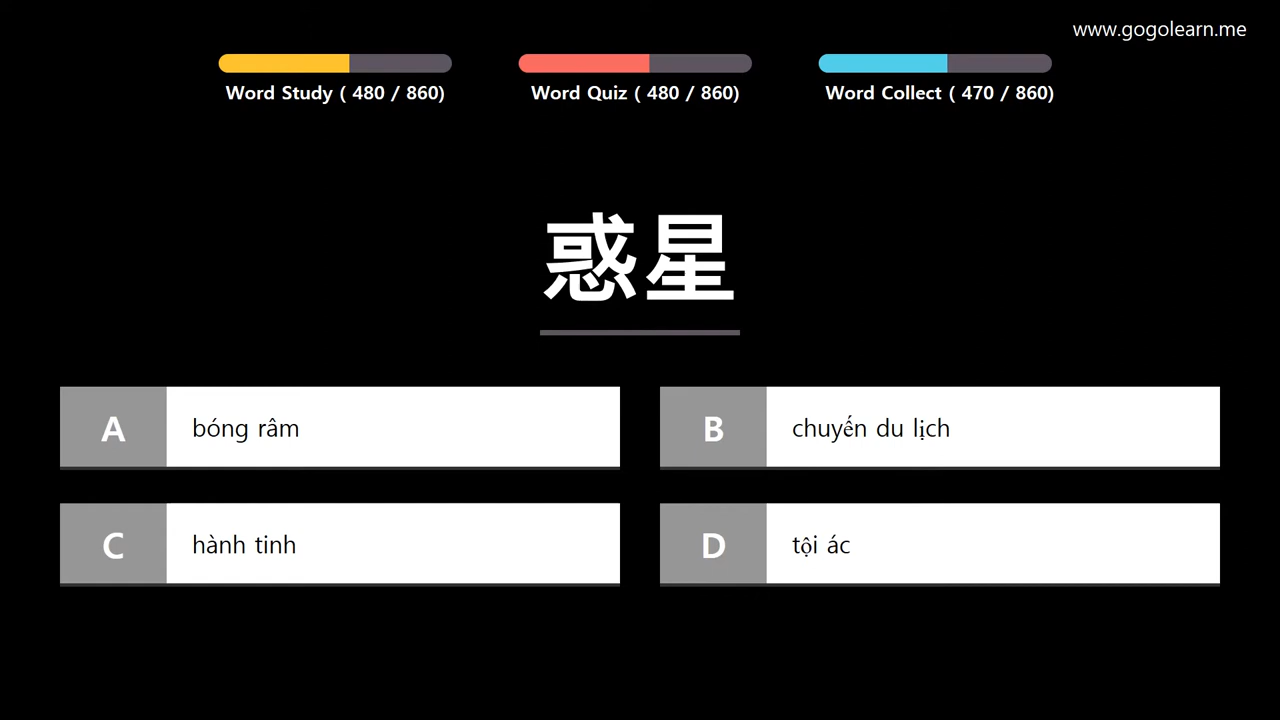 www.gogolearn.me
Word Study ( 480 / 860)
Word Quiz ( 480 / 860)
Word Collect ( 470 / 860)
惑星
A bóng râm
B chuyến du lịch
C hành tinh
D tội ác